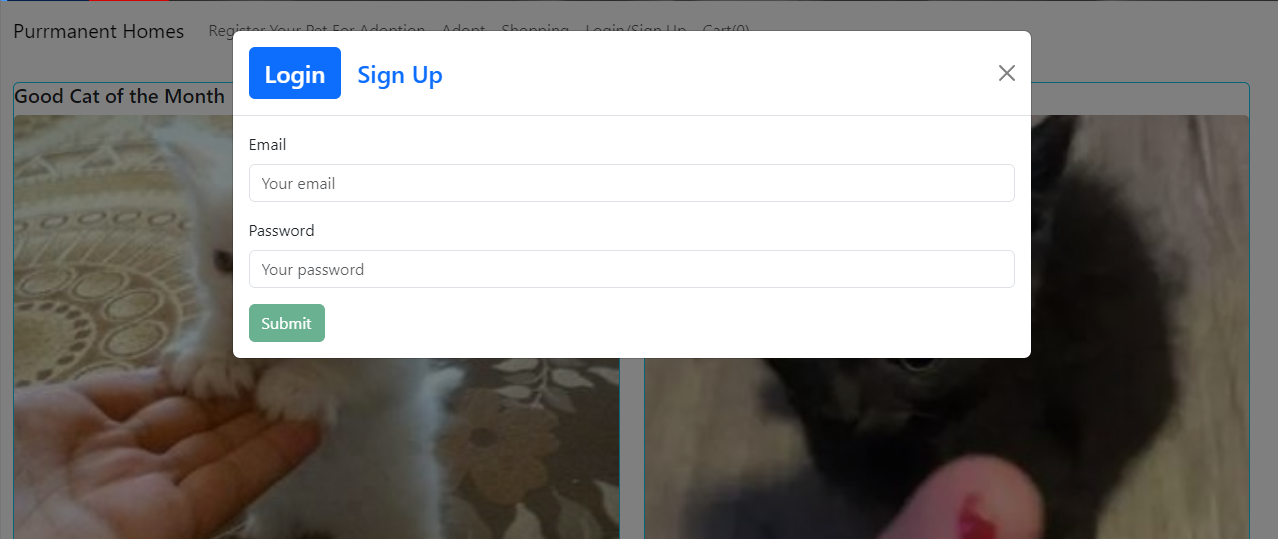 Purrmanent Homes Register Your Pet For Adoption Adopt Shopping Login/Sign Up Cart(0)
Login Sign Up
Good Cat of the Month
Email
Your email
Password
Your password
Submit